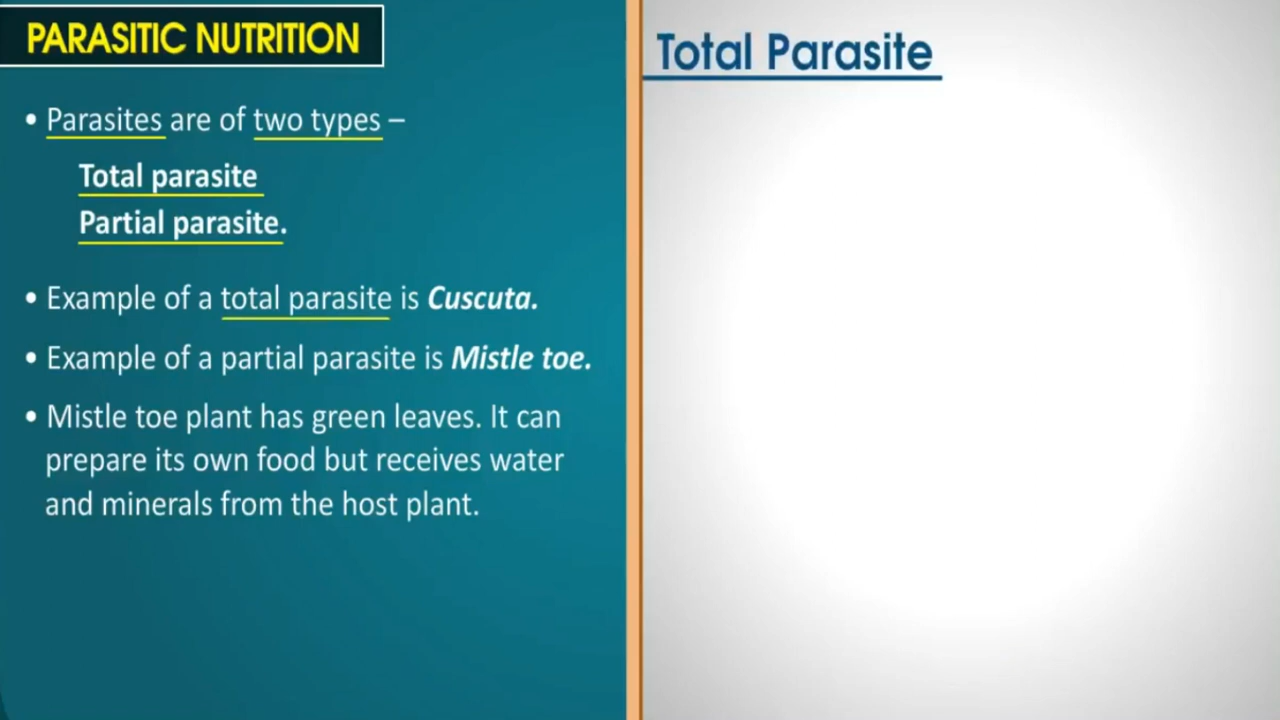 PARASITIC NUTRITION
• Parasites are of two types –
Total parasite
Partial parasite.
• Example of a total parasite is Cuscuta.
• Example of a partial parasite is Mistle toe.
• Mistle toe plant has green leaves. It can
prepare its own food but receives water
and minerals from the host plant.
Total Parasite